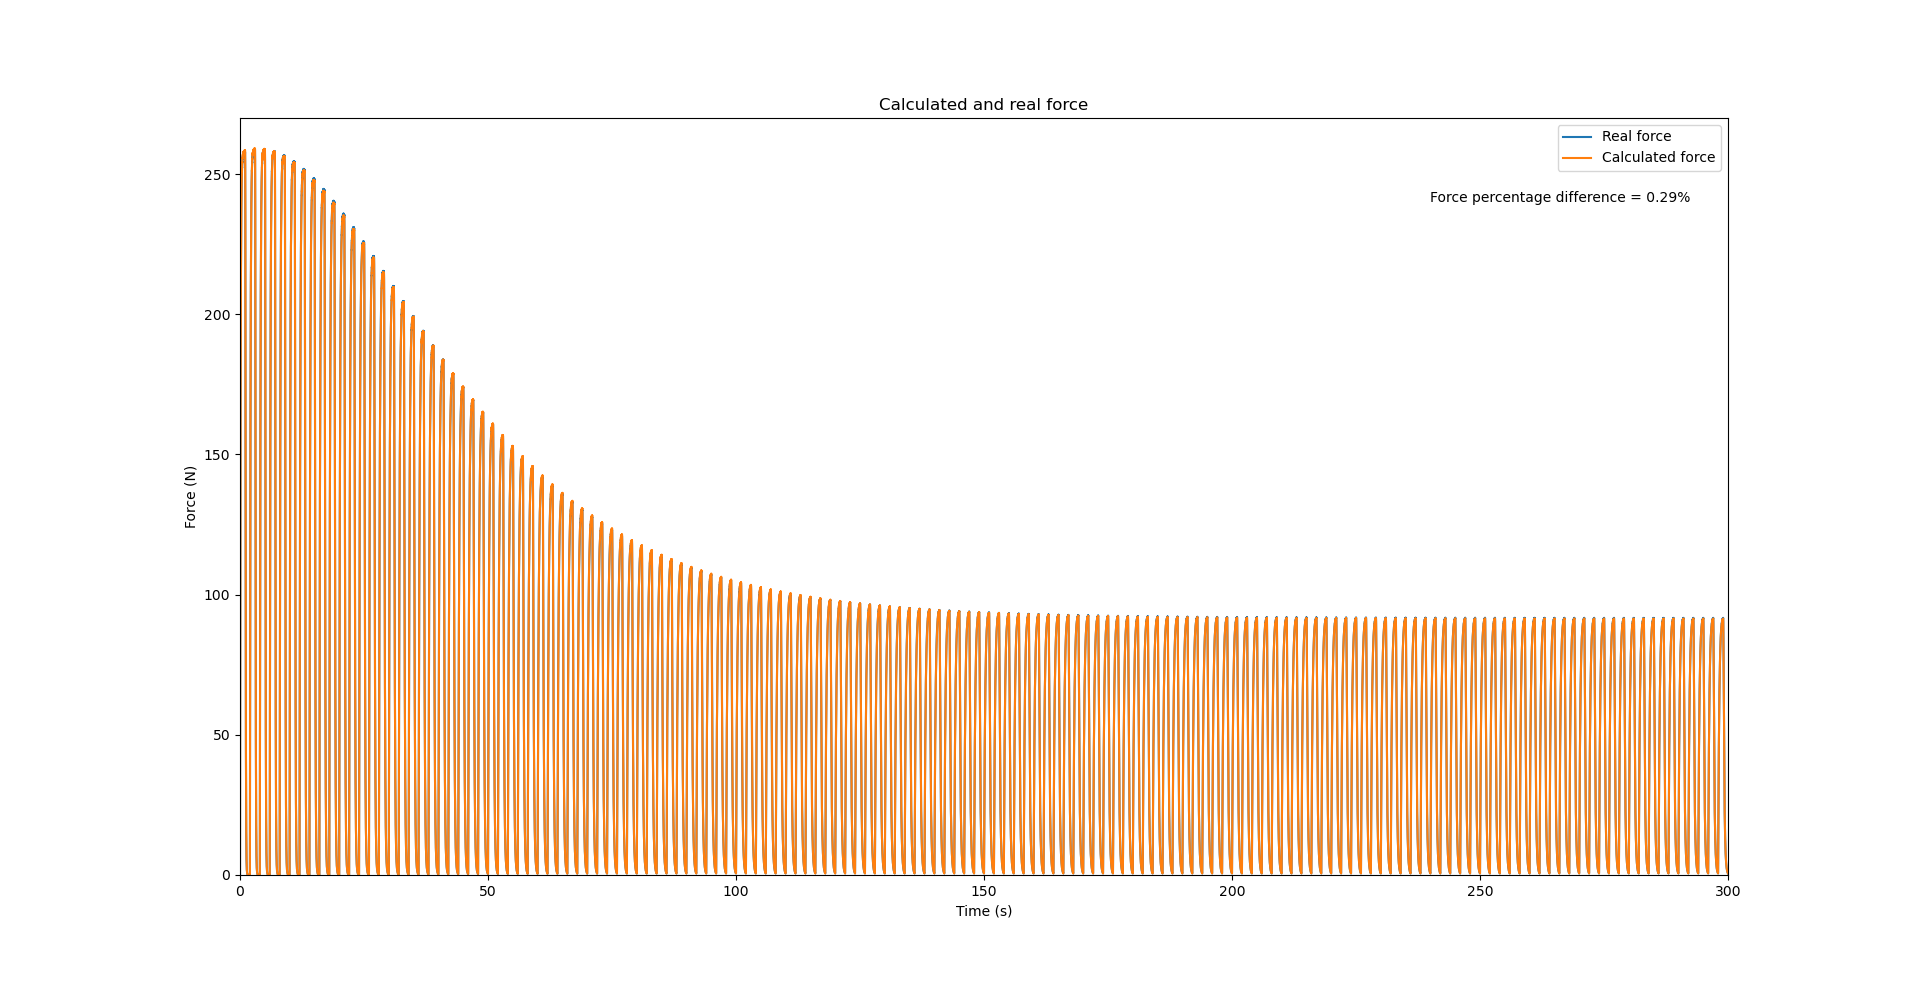 Calculated and real force
Real force
Calculated force
Force percentage difference = 0.29%
250
200
150
100
50
0
Force (N)
0 50 100 150 200 250 300
Time (s)